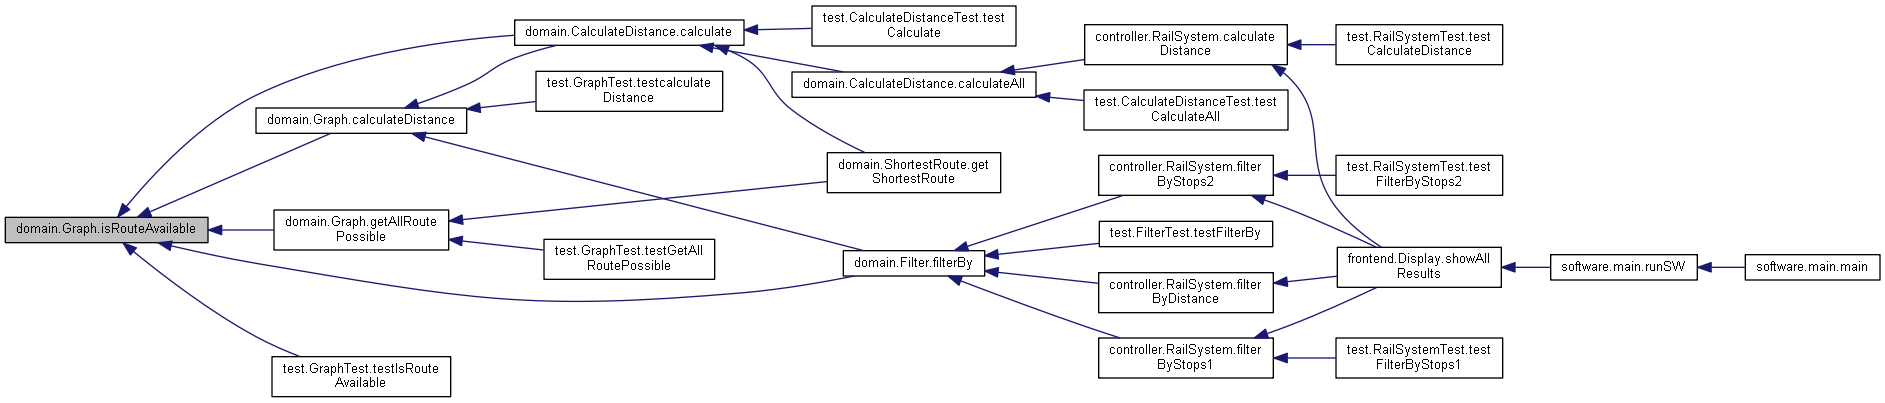 domain.Graph.isRouteAvailable
domain.CalculateDistance.calculate
domain.Graph.calculateDistance
domain.Graph.getAllRoute
Possible
test.GraphTest.testIsRoute
Available
test.GraphTest.testcalculate
Distance
test.GraphTest.testGetAll
RoutePossible
test.CalculateDistanceTest.test
Calculate
domain.CalculateDistance.calculateAll
domain.ShortestRoute.get
ShortestRoute
domain.Filter.filterBy
controller.RailSystem.calculate
Distance
test.CalculateDistanceTest.test
CalculateAll
controller.RailSystem.filter
ByStops2
test.FilterTest.testFilterBy
controller.RailSystem.filter
ByDistance
controller.RailSystem.filter
ByStops1
test.RailSystemTest.test
CalculateDistance
test.RailSystemTest.test
FilterByStops2
frontend.Display.showAll
Results
test.RailSystemTest.test
FilterByStops1
software.main.runSW
software.main.main